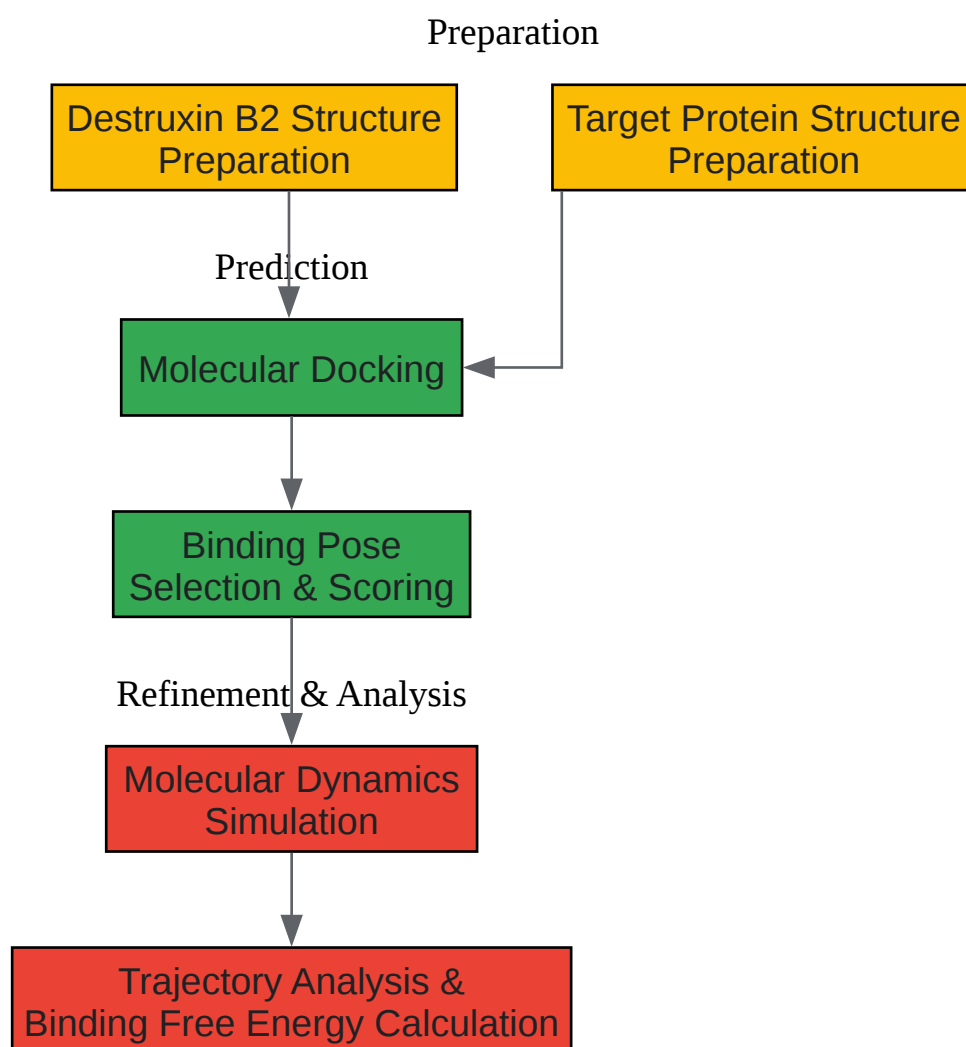 Preparation
Destruxin B2 Structure
Preparation
Target Protein Structure
Preparation
Prediction
Molecular Docking
Binding Pose
Selection & Scoring
Refinement & Analysis
Molecular Dynamics
Simulation
Trajectory Analysis &
Binding Free Energy Calculation